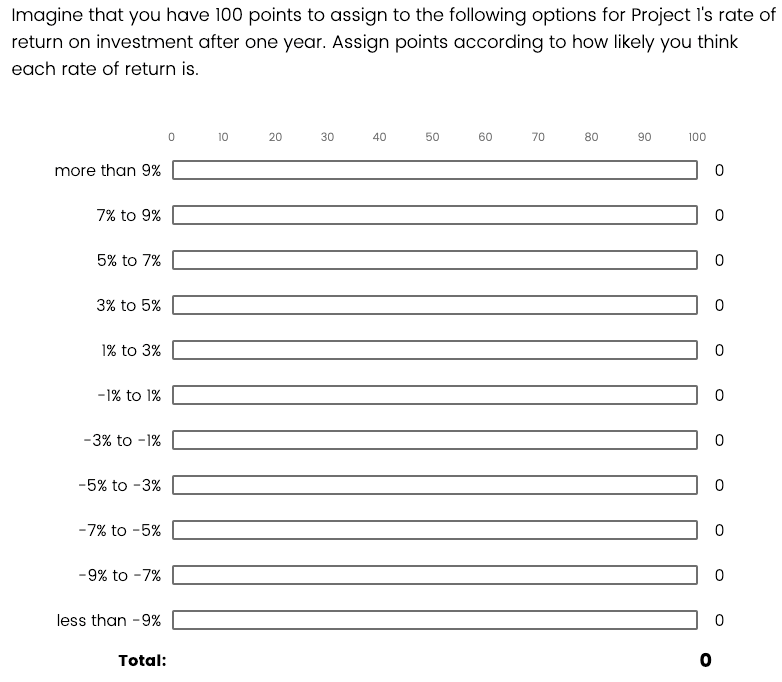 Imagine that you have 100 points to assign to the following options for Project 1's rate of
return on investment after one year. Assign points according to how likely you think
each rate of return is.
0 10 20 30 40 50 60 70 80 90 100
more than 9% 0
7% to 9% 0
5% to 7% 0
3% to 5% 0
1% to 3% 0
-1% to 1% 0
-3% to -1% 0
-5% to -3% 0
-7% to -5% 0
-9% to -7% 0
less than -9% 0
Total: 0